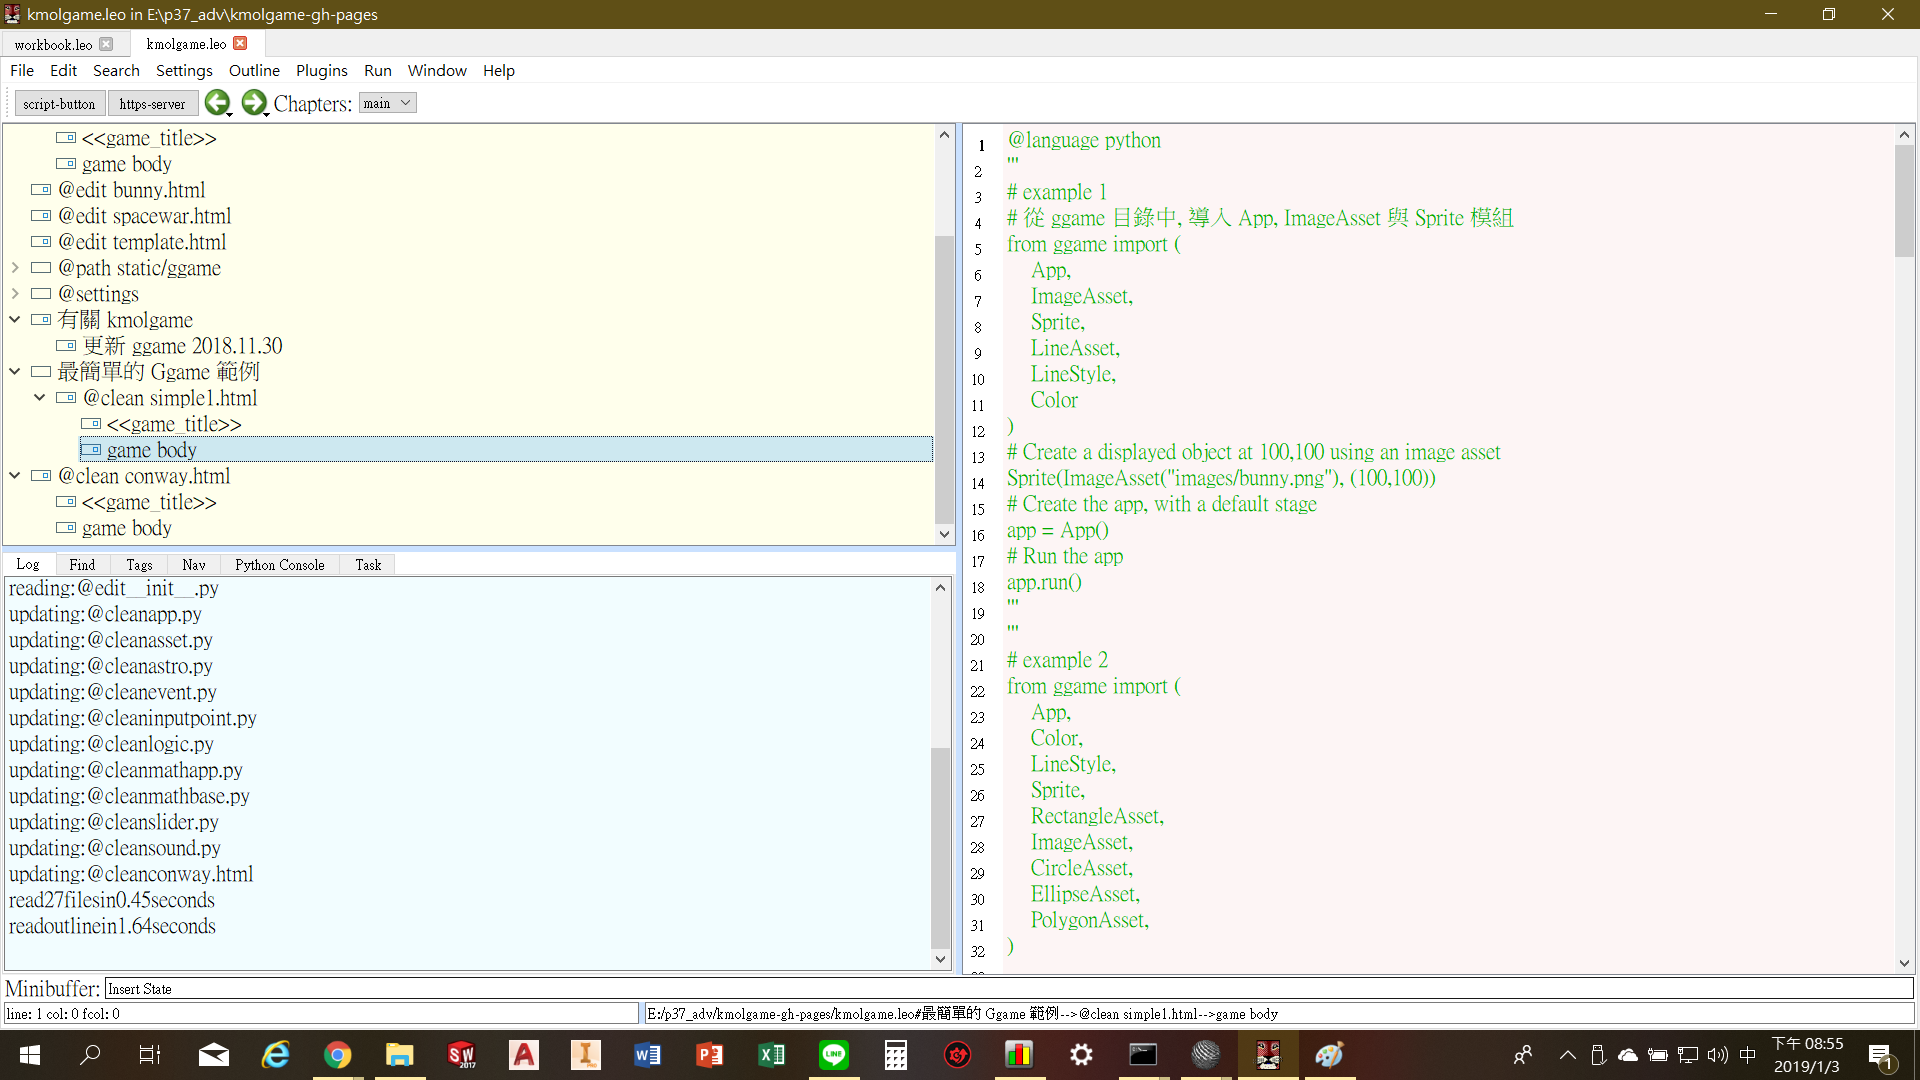 kmolgame.leo in E:\p37_adv\kmolgame-gh-pages
workbook.leo
kmolgame.leo
File Edit Search Settings Outline Plugins Run Window Help
script-button https-server Chapters: main
<<game_title>>
game body
@edit bunny.html
@edit spacewar.html
@edit template.html
@path static/ggame
@settings
有關 kmolgame
更新 ggame 2018.11.30
最簡單的 Ggame 範例
@clean simple1.html
<<game_title>>
game body
@clean conway.html
<<game_title>>
game body
Log Find Tags Nav Python Console Task
reading:@edit__init__.py
updating:@cleanapp.py
updating:@cleanasset.py
updating:@cleanastro.py
updating:@cleanevent.py
updating:@cleaninputpoint.py
updating:@cleanlogic.py
updating:@cleanmathapp.py
updating:@cleanmathbase.py
updating:@cleanslider.py
updating:@cleansound.py
updating:@cleanconway.html
read27filesin0.45seconds
readoutlinein1.64seconds
1 @language python
2 '''
3 # example 1
4 # 從 ggame 目錄中, 導入 App, ImageAsset 與 Sprite 模組
5 from ggame import (
6 App,
7 ImageAsset,
8 Sprite,
9 LineAsset,
10 LineStyle,
11 Color
12 )
13 # Create a displayed object at 100,100 using an image asset
14 Sprite(ImageAsset("images/bunny.png"), (100,100))
15 # Create the app, with a default stage
16 app = App()
17 # Run the app
18 app.run()
19 '''
20 '''
21 # example 2
22 from ggame import (
23 App,
24 Color,
25 LineStyle,
26 Sprite,
27 RectangleAsset,
28 ImageAsset,
29 CircleAsset,
30 EllipseAsset,
31 PolygonAsset,
32 )
Minibuffer: Insert State
line: 1 col: 0 fcol: 0
E:/p37_adv/kmolgame-gh-pages/kmolgame.leo#最簡單的 Ggame 範例-->@clean simple1.html-->game body
SW 2017
LINE
中
下午 08:55
2019/1/3
1